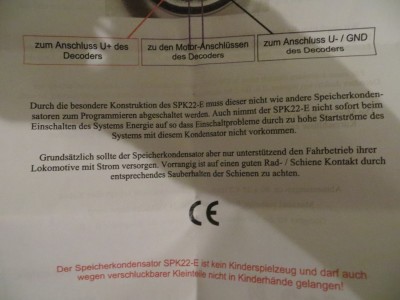 zum Anschluss U+ des
Decoders
zu den Motor-Anschlüssen
des Decoders
zum Anschluss U- / GND
des Decoders
Durch die besondere Konstruktion des SPK22-E muss dieser nicht wie andere Speicherkonden-
satoren zum Programmieren abgeschaltet werden. Auch nimmt der SPK22-E nicht sofort beim
Einschalten des Systems Energie auf so dass Einschaltprobleme durch zu hohe Startströme des
Systems mit diesem Kondensator nicht vorkommen.
Grundsätzlich sollte der Speicherkondensator aber nur unterstützend den Fahrbetrieb ihrer
Lokomotive mit Strom versorgen. Vorrangig ist auf einen guten Rad- / Schiene Kontakt durch
entsprechendes Sauberhalten der Schienen zu achten.
CE
Der Speicherkondensator SPK22-E ist kein Kinderspielzeug und darf auch
wegen verschluckbarer Kleinteile nicht in Kinderhände gelangen!